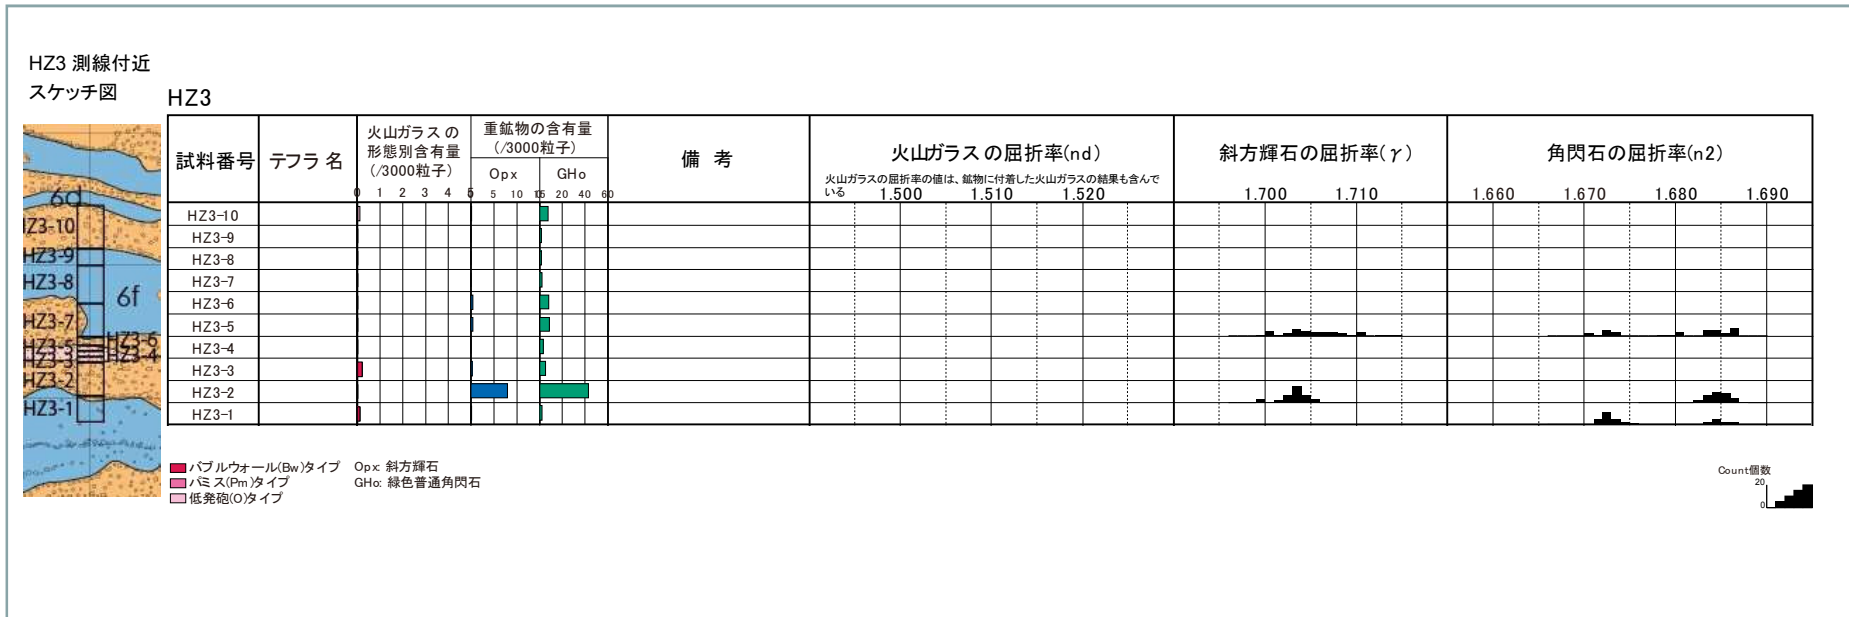 HZ3 測線付近
スケッチ図
HZ3
試料番号
テフラ名
火山ガラスの
形態別含有量
(/3000粒子)
0 1 2 3 4 5
重鉱物の含有量
(/3000粒子)
Opx
GHo
5 10 15
20 40 60
備 考
火山ガラスの屈折率(nd)
火山ガラスの屈折率の値は、鉱物に付着した火山ガラスの結果も含んで
いる
1.500 1.510 1.520
斜方輝石の屈折率(γ)
1.700 1.710
角閃石の屈折率(n2)
1.660 1.670 1.680 1.690
HZ3-10
HZ3-9
HZ3-8
HZ3-7
HZ3-6
HZ3-5
HZ3-4
HZ3-3
HZ3-2
HZ3-1
6d
HZ3-10
HZ3-9
HZ3-8
6f
HZ3-7
HZ3-6
HZ3-5
HZ3-4
HZ3-3
HZ3-2
HZ3-1
バブルウォール(Bw)タイプ Opx: 斜方輝石
パミス(Pm)タイプ GHo: 緑色普通角閃石
低発砲(O)タイプ
Count個数
20
0